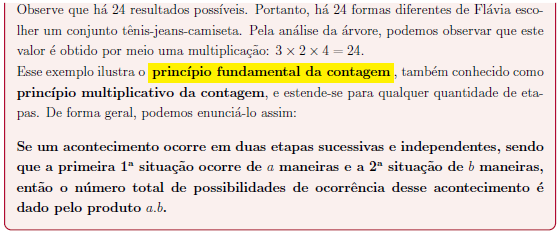 Observe que há 24 resultados possíveis. Portanto, há 24 formas diferentes de Flávia esco-
lher um conjunto tênis-jeans-camiseta. Pela análise da árvore, podemos observar que este
valor é obtido por meio uma multiplicação: 3 × 2 × 4 = 24.
Esse exemplo ilustra o princípio fundamental da contagem, também conhecido como
princípio multiplicativo da contagem, e estende-se para qualquer quantidade de eta-
pas. De forma geral, podemos enunciá-lo assim:
Se um acontecimento ocorre em duas etapas sucessivas e independentes, sendo
que a primeira 1ª situação ocorre de a maneiras e a 2ª situação de b maneiras,
então o número total de possibilidades de ocorrência desse acontecimento é
dado pelo produto a.b.